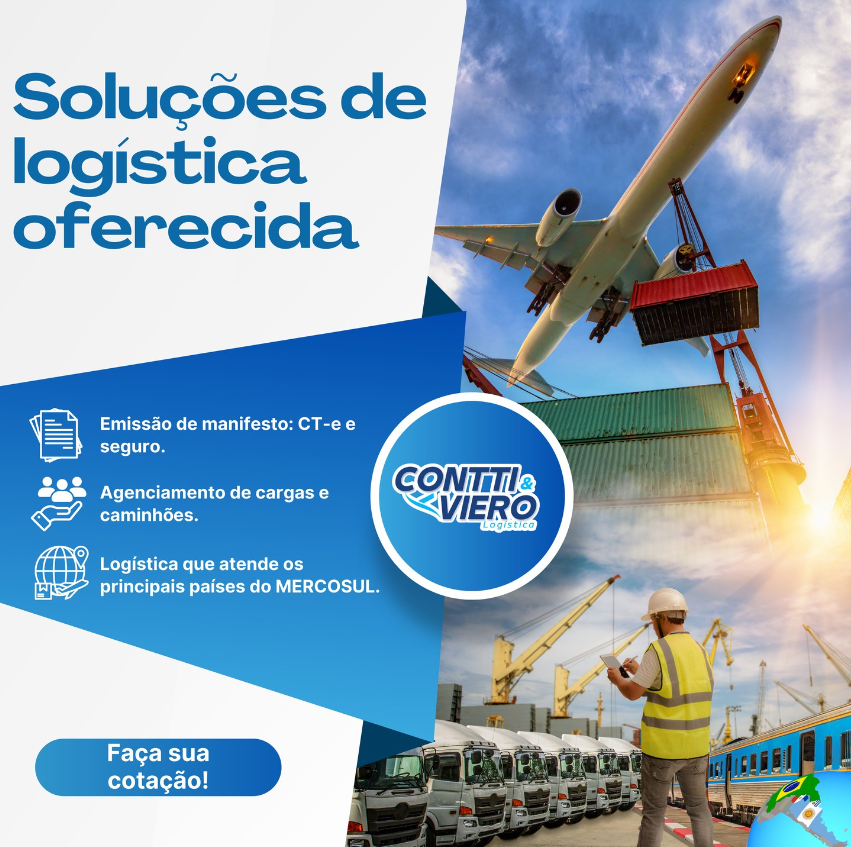 Soluções de
logística
oferecida
Emissão de manifesto: CT-e e
seguro.
Agenciamento de cargas e
caminhões.
Logística que atende os
principais países do MERCOSUL.
CONTTI &
VIERO
Logística
Faça sua
cotação!